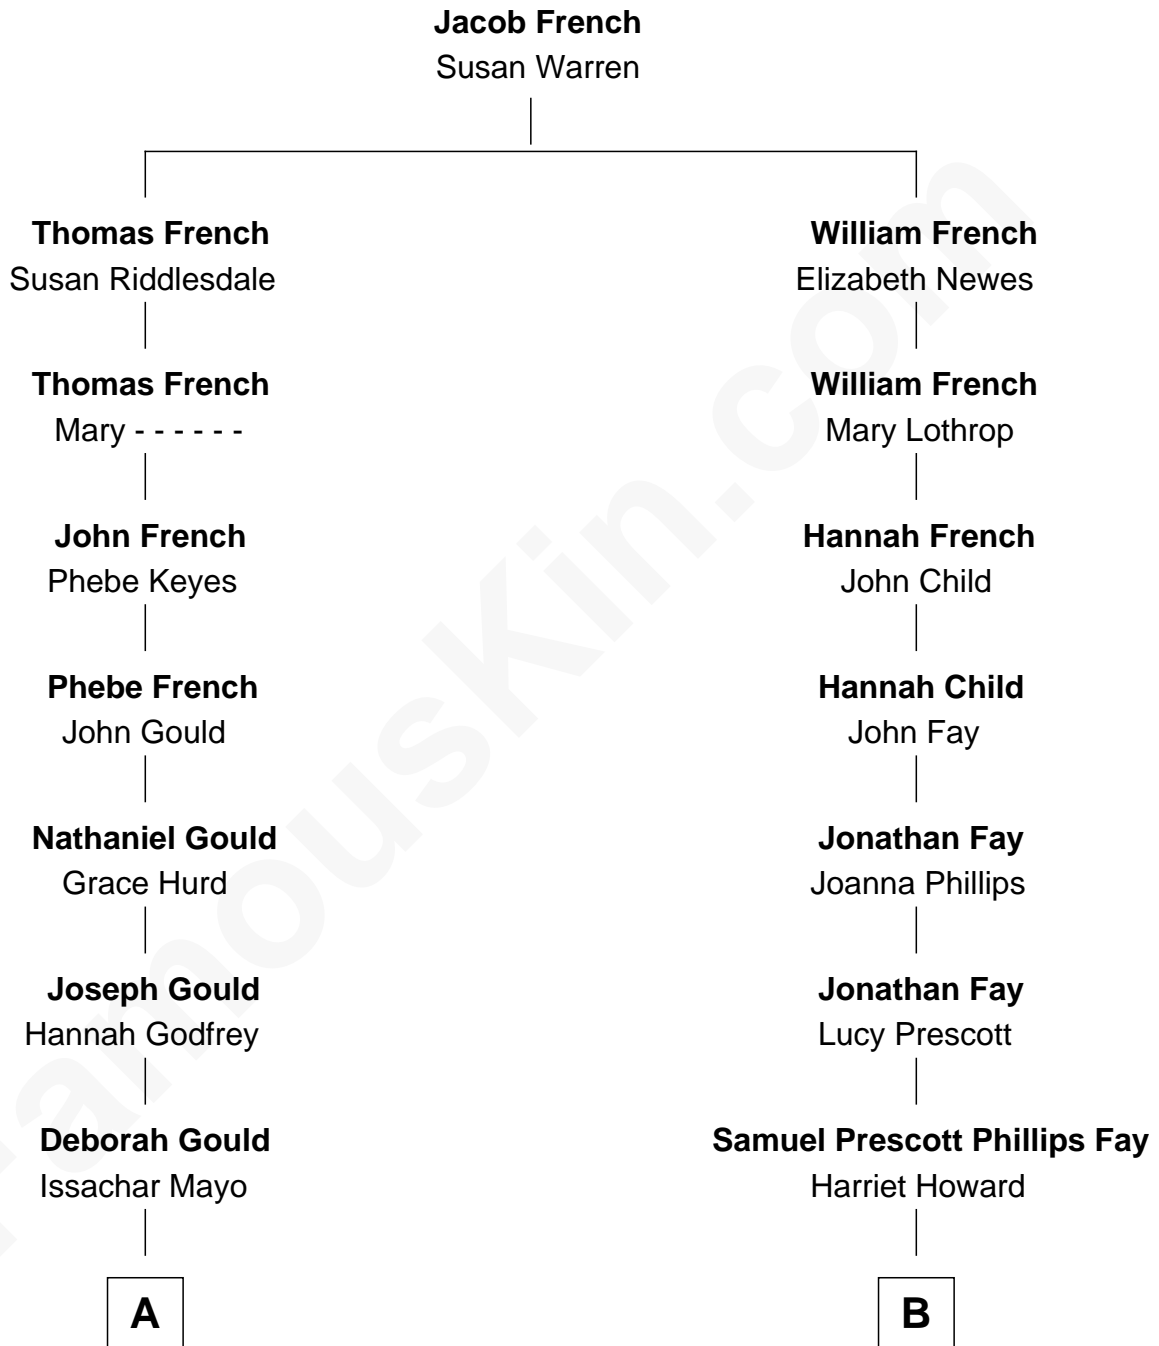 Jacob French
Susan Warren
Thomas French
Susan Riddlesdale
Thomas French
Mary - - - - - -
John French
Phebe Keyes
Phebe French
John Gould
Nathaniel Gould
Grace Hurd
Joseph Gould
Hannah Godfrey
Deborah Gould
Issachar Mayo
A
William French
Elizabeth Newes
William French
Mary Lothrop
Hannah French
John Child
Hannah Child
John Fay
Jonathan Fay
Joanna Phillips
Jonathan Fay
Lucy Prescott
Samuel Prescott Phillips Fay
Harriet Howard
B
FamousKin.com